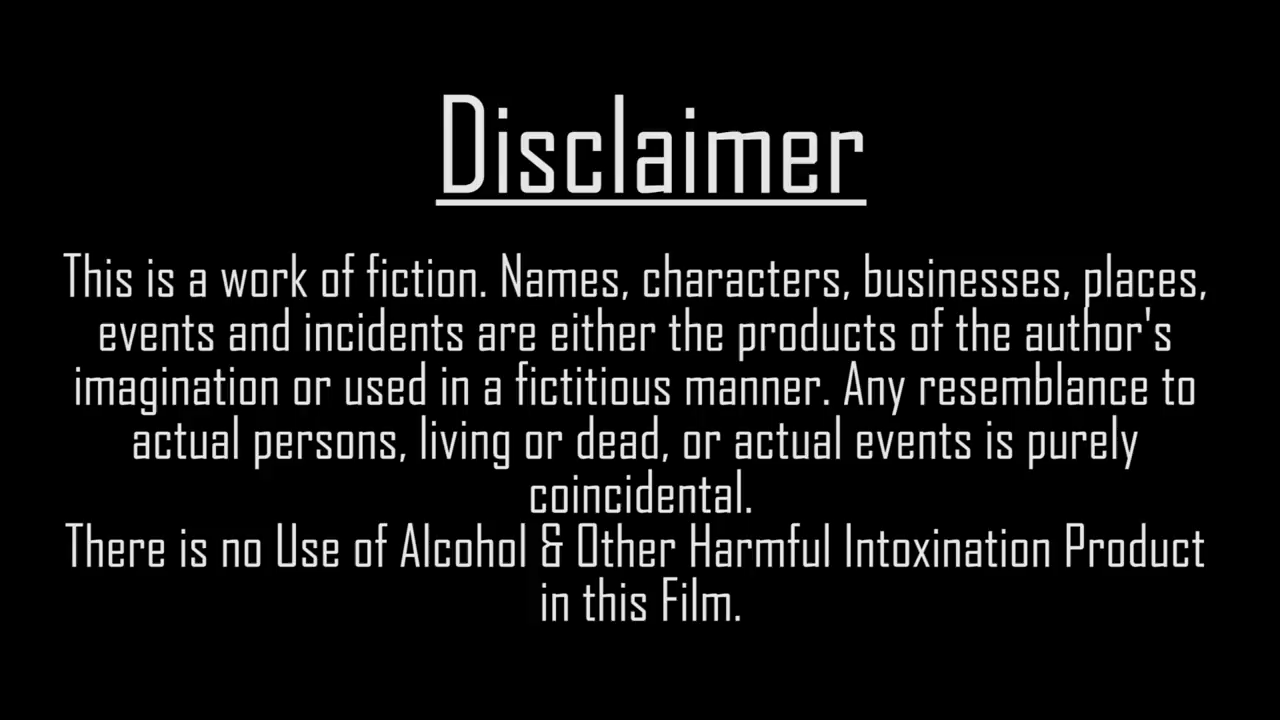 Disclaimer
This is a work of fiction. Names, characters, businesses, places,
events and incidents are either the products of the author's
imagination or used in a fictitious manner. Any resemblance to
actual persons, living or dead, or actual events is purely
coincidental.
There is no Use of Alcohol & Other Harmful Intoxination Product
in this Film.